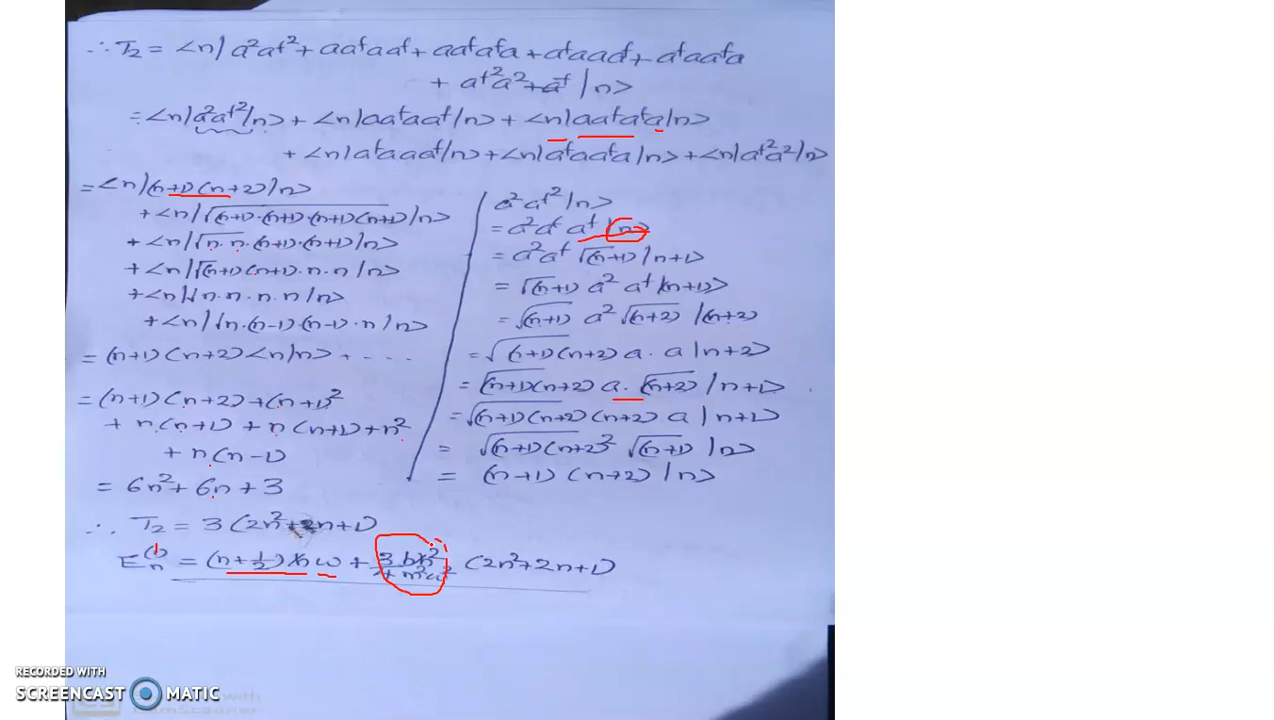 ∴ T₂ = <n| a²a†² + aa†aa† + aa†a†a + a†aaa† + a†aa†a
+ a†²a² + a† |n>
= <n| a²a†² |n> + <n| aa†aa† |n> + <n| aa†a†a |n>
+ <n| a†aaa† |n> + <n| a†aa†a |n> + <n| a†²a² |n>
= <n| (n+1)(n+2) |n>
+ <n| √(n+1)·(n+1)·(n+1)(n+1) |n>
+ <n| √n·n·(n+1)·(n+1) |n>
+ <n| √(n+1)(n+1)·n·n |n>
+ <n| √n·n·n·n |n>
+ <n| √n·(n-1)·(n-1)·n |n>
= (n+1)(n+2) <n|n> + ....
= (n+1)(n+2) + (n+1)²
+ n(n+1) + n(n+1) + n²
+ n(n-1)
= 6n² + 6n + 3
a²a†² |n>
= a²a† a† |n>
= a²a† √(n+1) |n+1>
= √(n+1) a² a† |(n+1)>
= √(n+1) a² √(n+2) |(n+2)>
= √(n+1)(n+2) a·a |n+2>
= √(n+1)(n+2) a·√(n+2) |n+1>
= √(n+1)(n+2)(n+2) a |n+1>
= √(n+1)(n+2)² √(n+1) |n>
= (n+1)(n+2) |n>
∴ T₂ = 3(2n²+2n+1)
Eₙ⁽¹⁾ = (n+½)ħω + 3bħ²/4m²ω² (2n²+2n+1)
RECORDED WITH
SCREENCAST MATIC